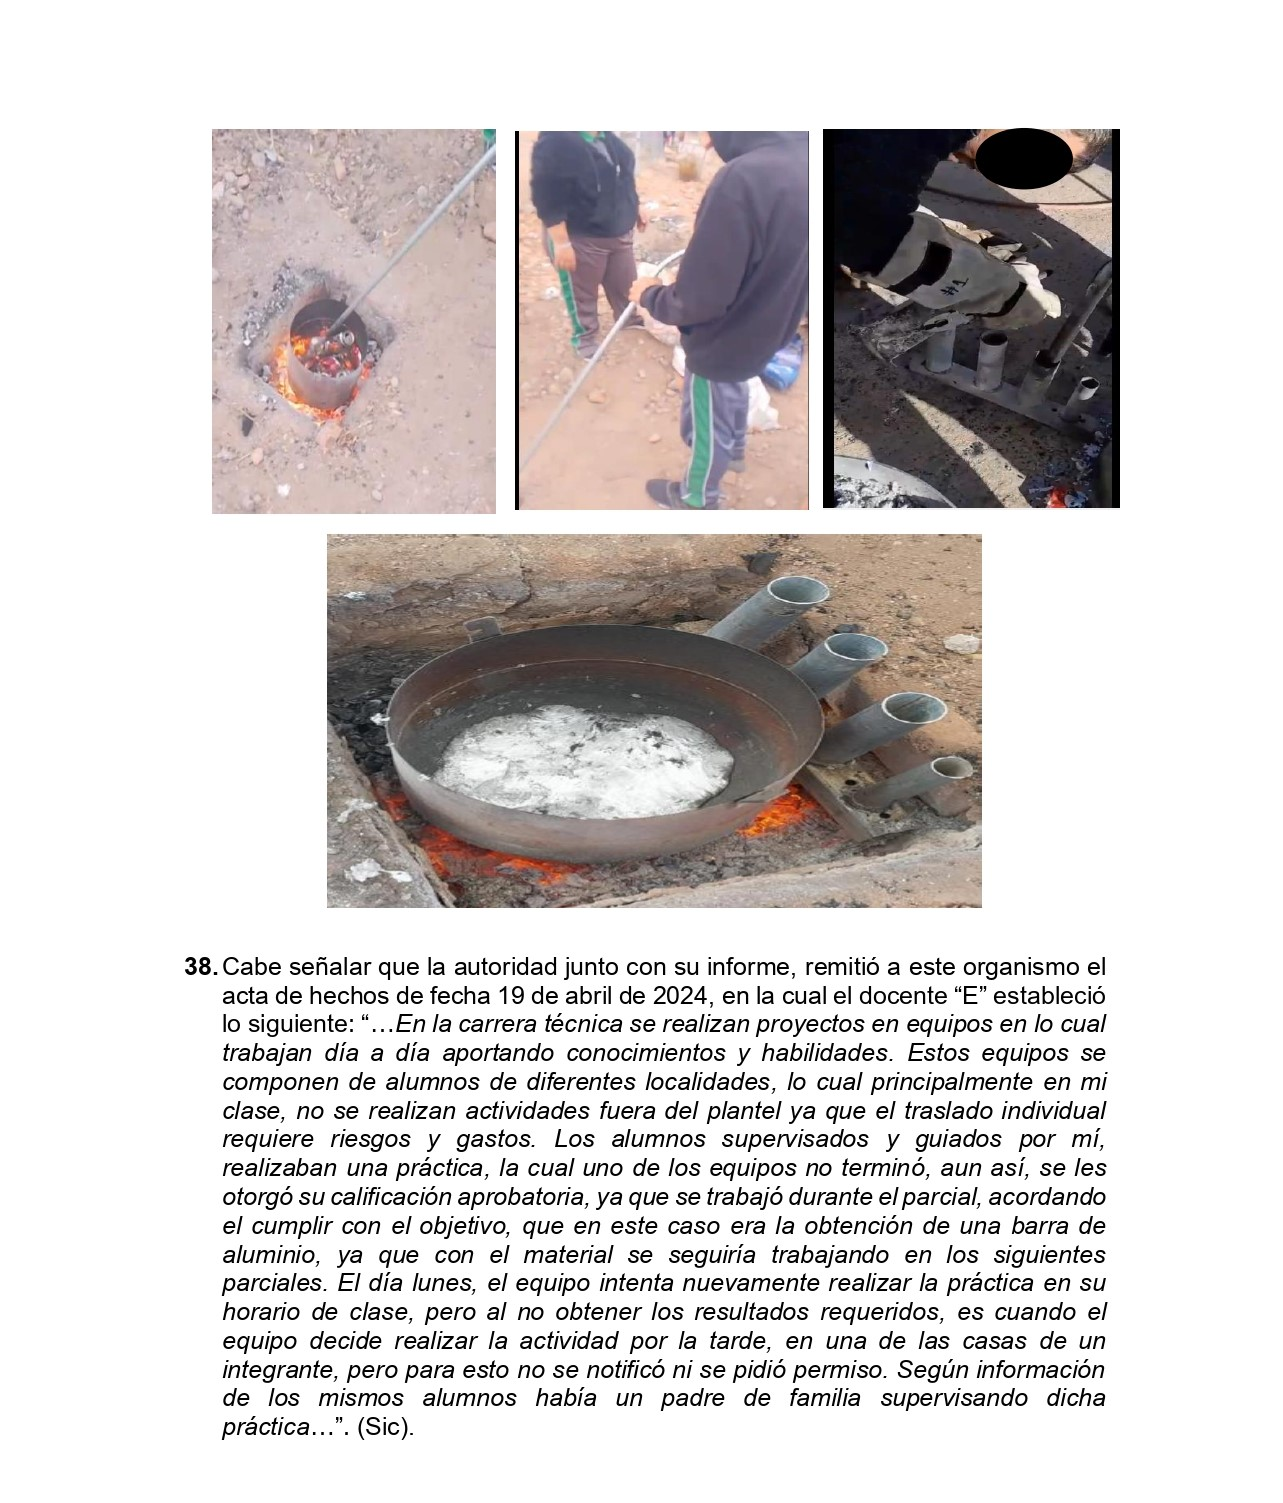 #1
38. Cabe señalar que la autoridad junto con su informe, remitió a este organismo el
acta de hechos de fecha 19 de abril de 2024, en la cual el docente “E” estableció
lo siguiente: “…En la carrera técnica se realizan proyectos en equipos en lo cual
trabajan día a día aportando conocimientos y habilidades. Estos equipos se
componen de alumnos de diferentes localidades, lo cual principalmente en mi
clase, no se realizan actividades fuera del plantel ya que el traslado individual
requiere riesgos y gastos. Los alumnos supervisados y guiados por mí,
realizaban una práctica, la cual uno de los equipos no terminó, aun así, se les
otorgó su calificación aprobatoria, ya que se trabajó durante el parcial, acordando
el cumplir con el objetivo, que en este caso era la obtención de una barra de
aluminio, ya que con el material se seguiría trabajando en los siguientes
parciales. El día lunes, el equipo intenta nuevamente realizar la práctica en su
horario de clase, pero al no obtener los resultados requeridos, es cuando el
equipo decide realizar la actividad por la tarde, en una de las casas de un
integrante, pero para esto no se notificó ni se pidió permiso. Según información
de los mismos alumnos había un padre de familia supervisando dicha
práctica…”. (Sic).